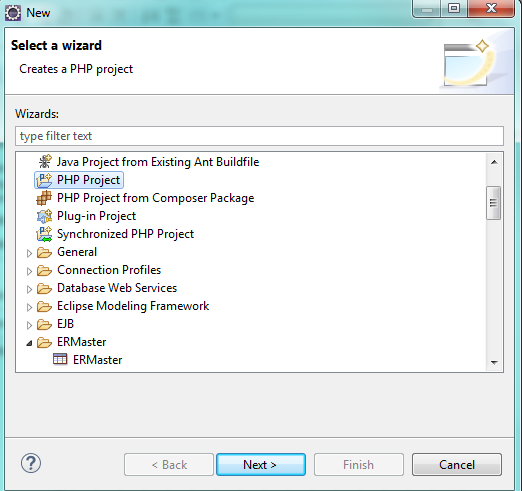 New
Select a wizard
Creates a PHP project
Wizards:
type filter text
Java Project from Existing Ant Buildfile
PHP Project
PHP Project from Composer Package
Plug-in Project
Synchronized PHP Project
General
Connection Profiles
Database Web Services
Eclipse Modeling Framework
EJB
ERMaster
ERMaster
?
< Back
Next >
Finish
Cancel